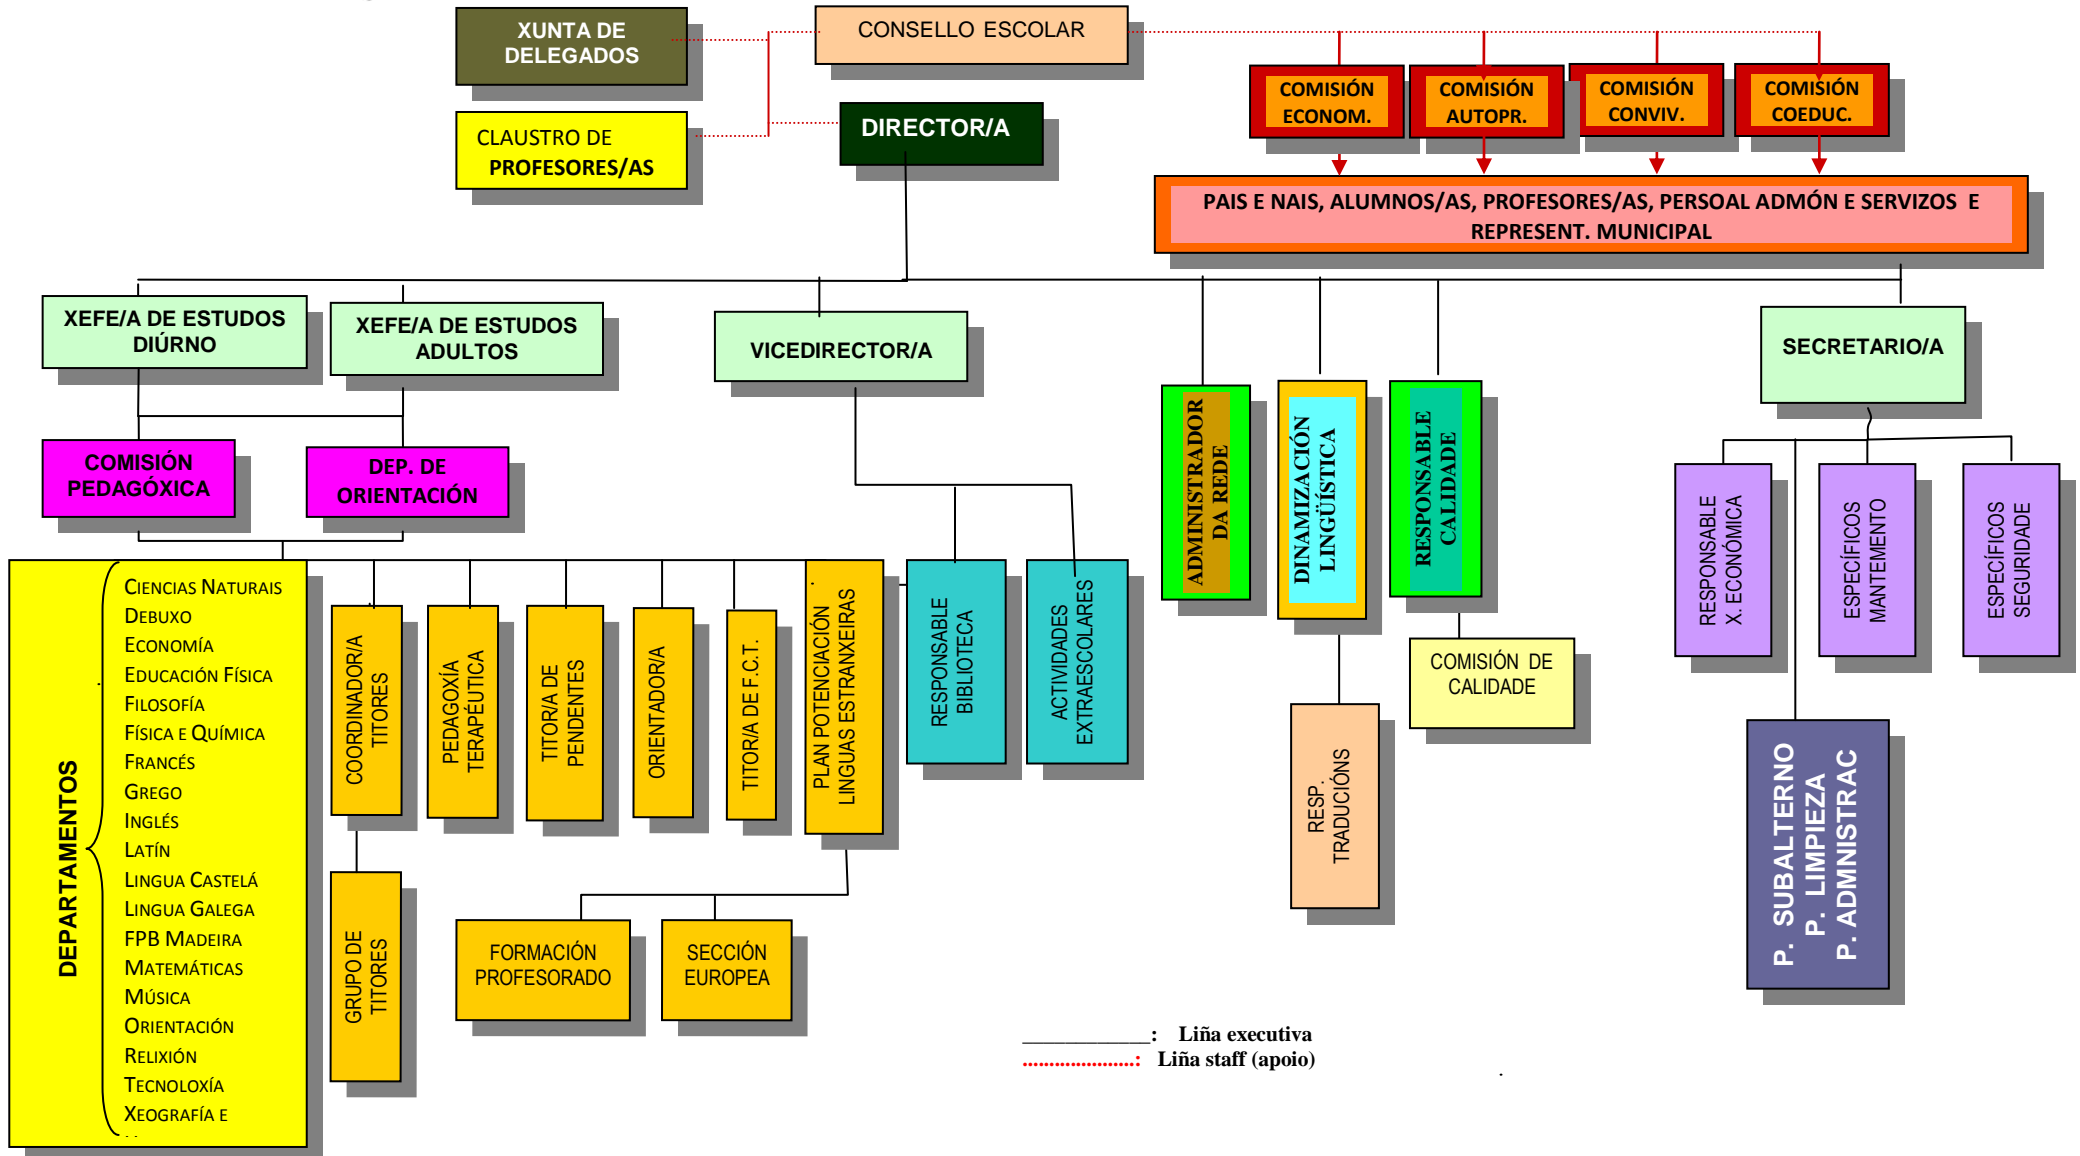 XUNTA DE
DELEGADOS
CONSELLO ESCOLAR
CLAUSTRO DE
PROFESORES/AS
DIRECTOR/A
COMISIÓN
ECONOM.
COMISIÓN
AUTOPR.
COMISIÓN
CONVIV.
COMISIÓN
COEDUC.
PAIS E NAIS, ALUMNOS/AS, PROFESORES/AS, PERSOAL ADMÓN E SERVIZOS E
REPRESENT. MUNICIPAL
XEFE/A DE ESTUDOS
DIÚRNO
XEFE/A DE ESTUDOS
ADULTOS
VICEDIRECTOR/A
SECRETARIO/A
ADMINISTRADOR
DA REDE
DINAMIZACIÓN
LINGÜÍSTICA
RESPONSABLE
CALIDADE
COMISIÓN
PEDAGÓXICA
DEP. DE
ORIENTACIÓN
RESPONSABLE
X. ECONÓMICA
ESPECÍFICOS
MANTEMENTO
ESPECÍFICOS
SEGURIDADE
DEPARTAMENTOS
CIENCIAS NATURAIS
DEBUXO
ECONOMÍA
EDUCACIÓN FÍSICA
FILOSOFÍA
FÍSICA E QUÍMICA
FRANCÉS
GREGO
INGLÉS
LATÍN
LINGUA CASTELÁ
LINGUA GALEGA
FPB MADEIRA
MATEMÁTICAS
MÚSICA
ORIENTACIÓN
RELIXIÓN
TECNOLOXÍA
XEOGRAFÍA E
COORDINADOR/A
TITORES
PEDAGOXÍA
TERAPÉUTICA
TITOR/A DE
PENDENTES
ORIENTADOR/A
TITOR/A DE F.C.T.
PLAN POTENCIACIÓN
LINGUAS ESTRANXEIRAS
RESPONSABLE
BIBLIOTECA
ACTIVIDADES
EXTRAESCOLARES
COMISIÓN DE
CALIDADE
RESP.
TRADUCIÓNS
P. SUBALTERNO
P. LIMPIEZA
P. ADMNISTRAC
GRUPO DE
TITORES
FORMACIÓN
PROFESORADO
SECCIÓN
EUROPEA
____________: Liña executiva
.....................: Liña staff (apoio)